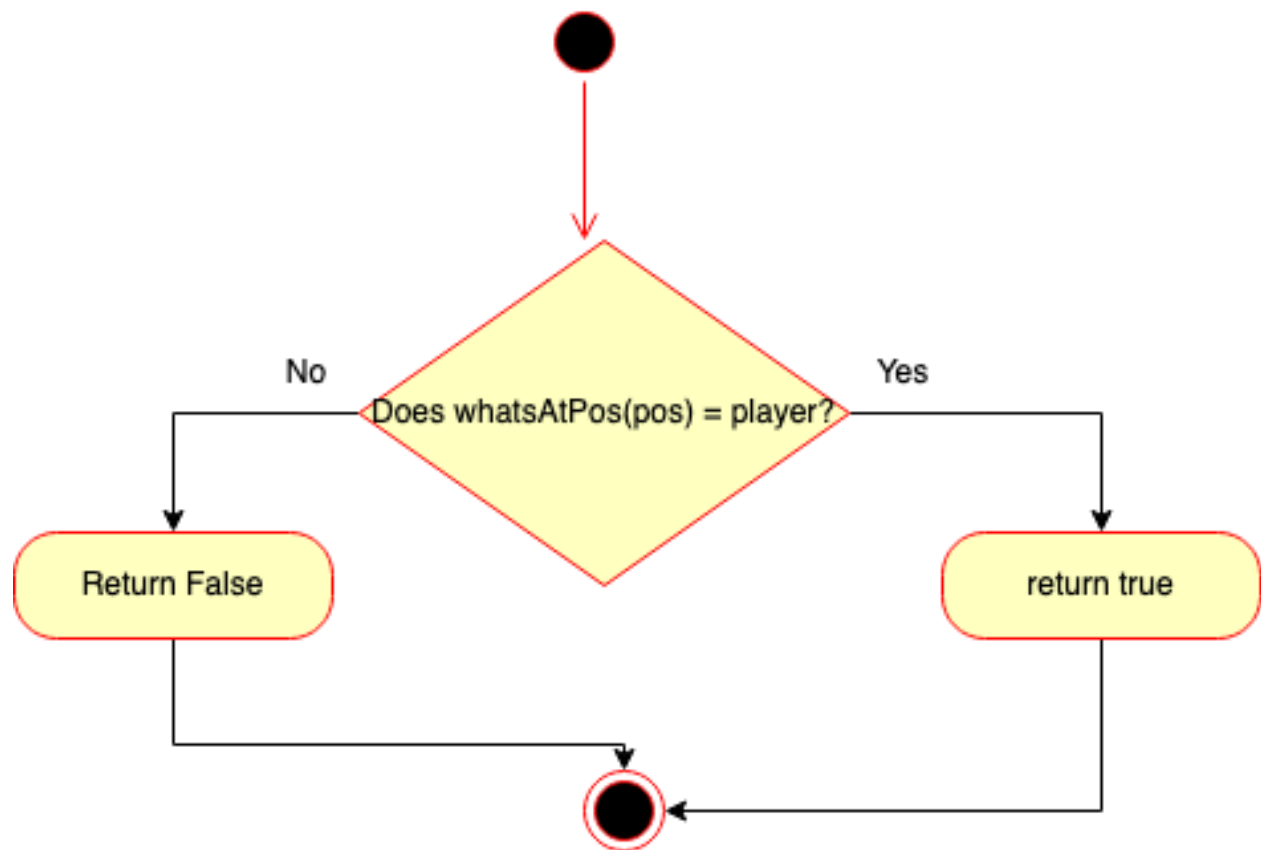 No
Yes
Does whatsAtPos(pos) = player?
Return False
return true